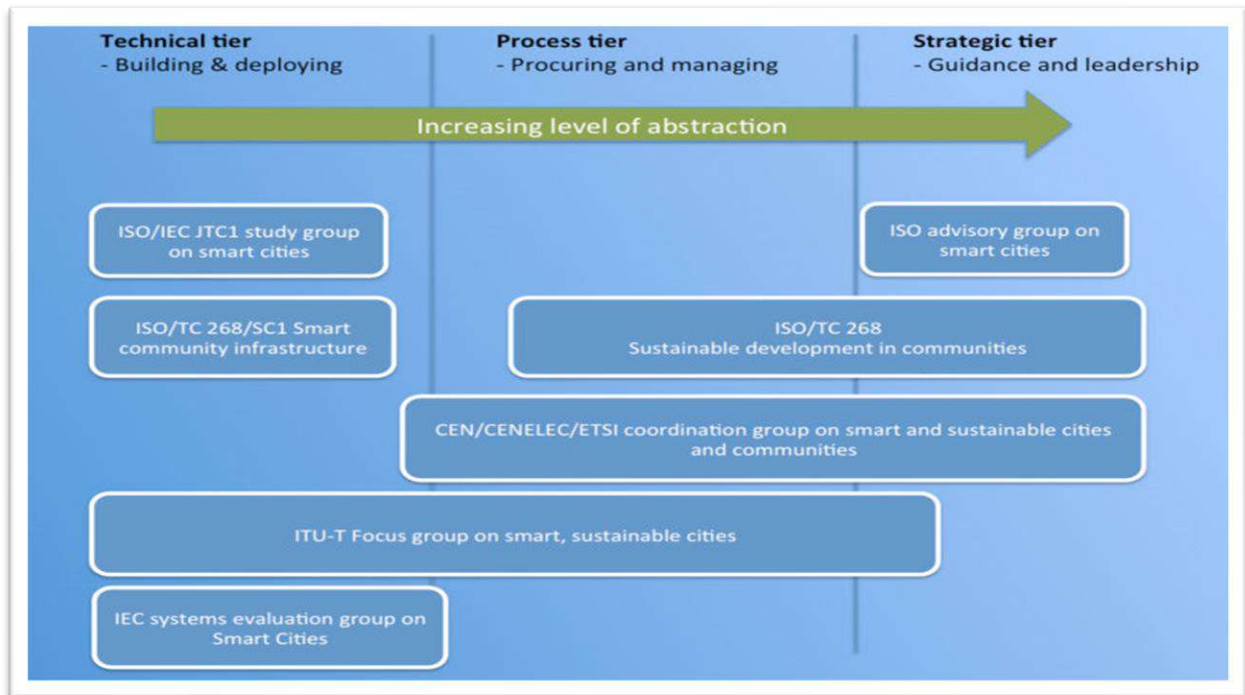 Technical tier
- Building & deploying
Process tier
- Procuring and managing
Strategic tier
- Guidance and leadership
Increasing level of abstraction
ISO/IEC JTC1 study group
on smart cities
ISO advisory group on
smart cities
ISO/TC 268/SC1 Smart
community infrastructure
ISO/TC 268
Sustainable development in communities
CEN/CENELEC/ETSI coordination group on smart and sustainable cities
and communities
ITU-T Focus group on smart, sustainable cities
IEC systems evaluation group on
Smart Cities